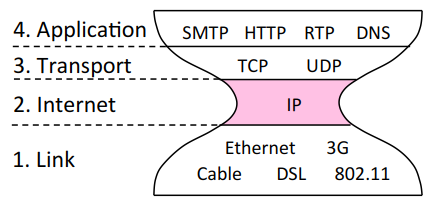 4. Application SMTP HTTP RTP DNS
3. Transport TCP UDP
2. Internet IP
1. Link Ethernet 3G
Cable DSL 802.11